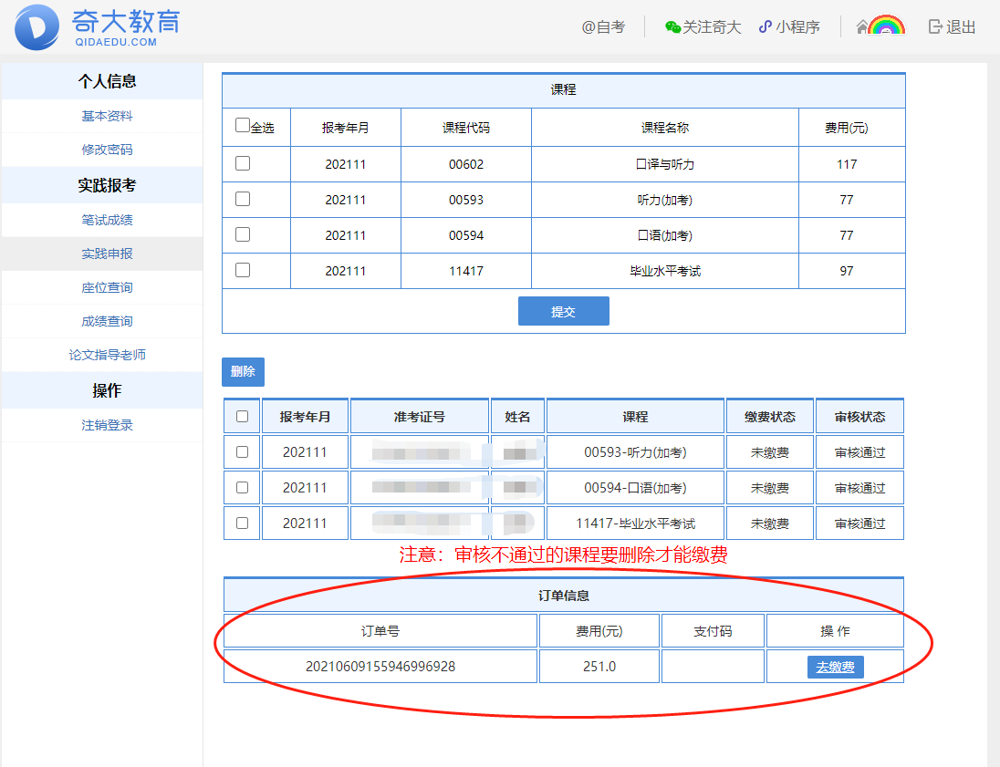 奇大教育
QIDAEDU.COM
@自考 关注奇大 小程序 退出
个人信息
基本资料
修改密码
实践报考
笔试成绩
实践申报
座位查询
成绩查询
论文指导老师
操作
注销登录
课程
全选 报考年月 课程代码 课程名称 费用(元)
202111 00602 口译与听力 117
202111 00593 听力(加考) 77
202111 00594 口语(加考) 77
202111 11417 毕业水平考试 97
提交
删除
报考年月 准考证号 姓名 课程 缴费状态 审核状态
202111 00593-听力(加考) 未缴费 审核通过
202111 00594-口语(加考) 未缴费 审核通过
202111 11417-毕业水平考试 未缴费 审核通过
注意：审核不通过的课程要删除才能缴费
订单信息
订单号 费用(元) 支付码 操 作
20210609155946996928 251.0 去缴费